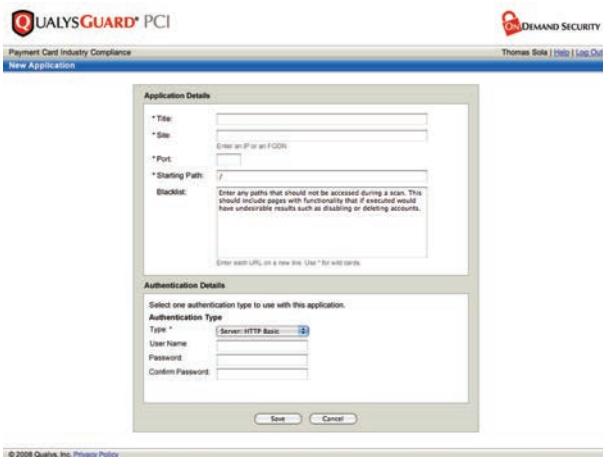 QUALYSGUARD® PCI
ONDEMAND SECURITY
Payment Card Industry Compliance
Thomas Sola | Help | Log Out
New Application
Application Details
* Title:
* Site:
Enter an IP or an FQDN
* Port:
* Starting Path:
/
Blacklist:
Enter any paths that should not be accessed during a scan. This
should include pages with functionality that if executed would
have undesirable results such as disabling or deleting accounts.
Enter each URL on a new line. Use * for wild cards.
Authentication Details
Select one authentication type to use with this application.
Authentication Type
Type: *
Server: HTTP Basic
User Name
Password:
Confirm Password:
Save
Cancel
© 2008 Qualys, Inc. Privacy Policy